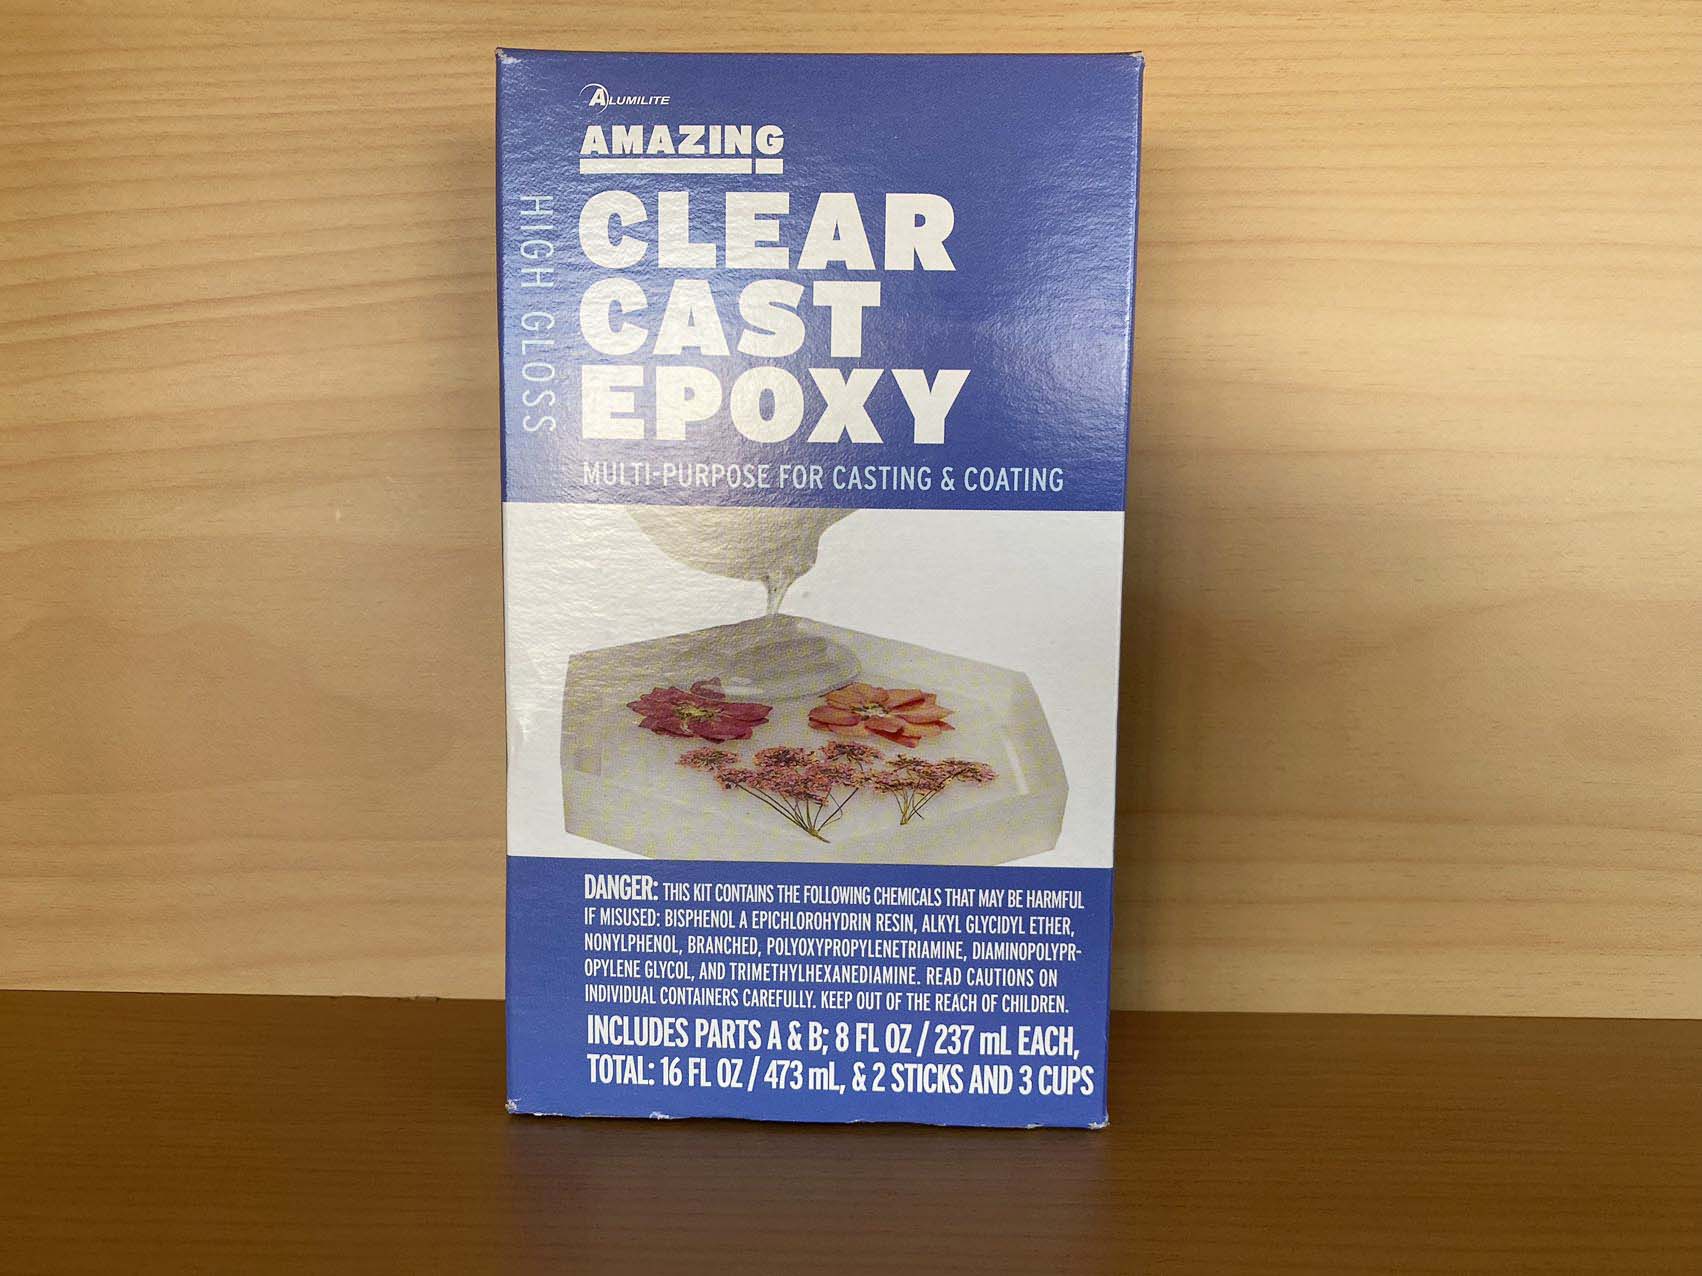 ALUMILITE
AMAZING
HIGH GLOSS
CLEAR
CAST
EPOXY
MULTI-PURPOSE FOR CASTING & COATING
DANGER: THIS KIT CONTAINS THE FOLLOWING CHEMICALS THAT MAY BE HARMFUL
IF MISUSED: BISPHENOL A EPICHLOROHYDRIN RESIN, ALKYL GLYCIDYL ETHER,
NONYLPHENOL, BRANCHED, POLYOXYPROPYLENETRIAMINE, DIAMINOPOLYPR-
OPYLENE GLYCOL, AND TRIMETHYLHEXANEDIAMINE. READ CAUTIONS ON
INDIVIDUAL CONTAINERS CAREFULLY. KEEP OUT OF THE REACH OF CHILDREN.
INCLUDES PARTS A & B; 8 FL OZ / 237 mL EACH,
TOTAL: 16 FL OZ / 473 mL, & 2 STICKS AND 3 CUPS